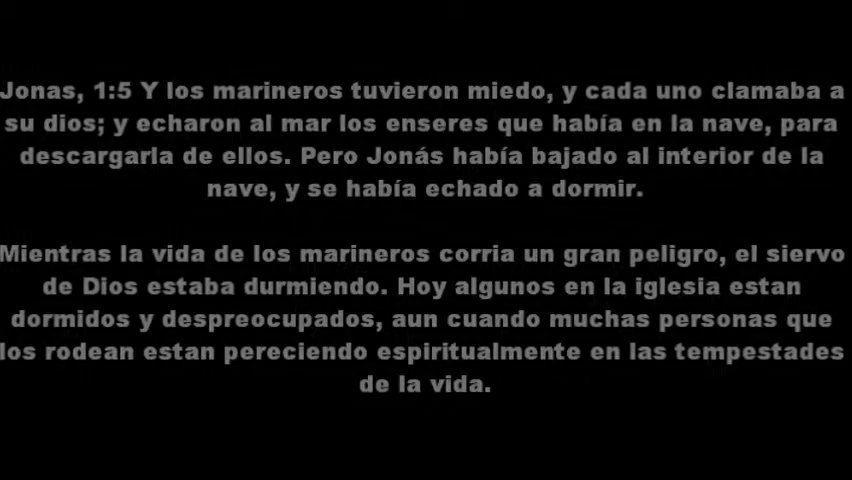 Jonas, 1:5 Y los marineros tuvieron miedo, y cada uno clamaba a
su dios; y echaron al mar los enseres que había en la nave, para
descargarla de ellos. Pero Jonás había bajado al interior de la
nave, y se había echado a dormir.
Mientras la vida de los marineros corria un gran peligro, el siervo
de Dios estaba durmiendo. Hoy algunos en la iglesia estan
dormidos y despreocupados, aun cuando muchas personas que
los rodean estan pereciendo espiritualmente en las tempestades
de la vida.